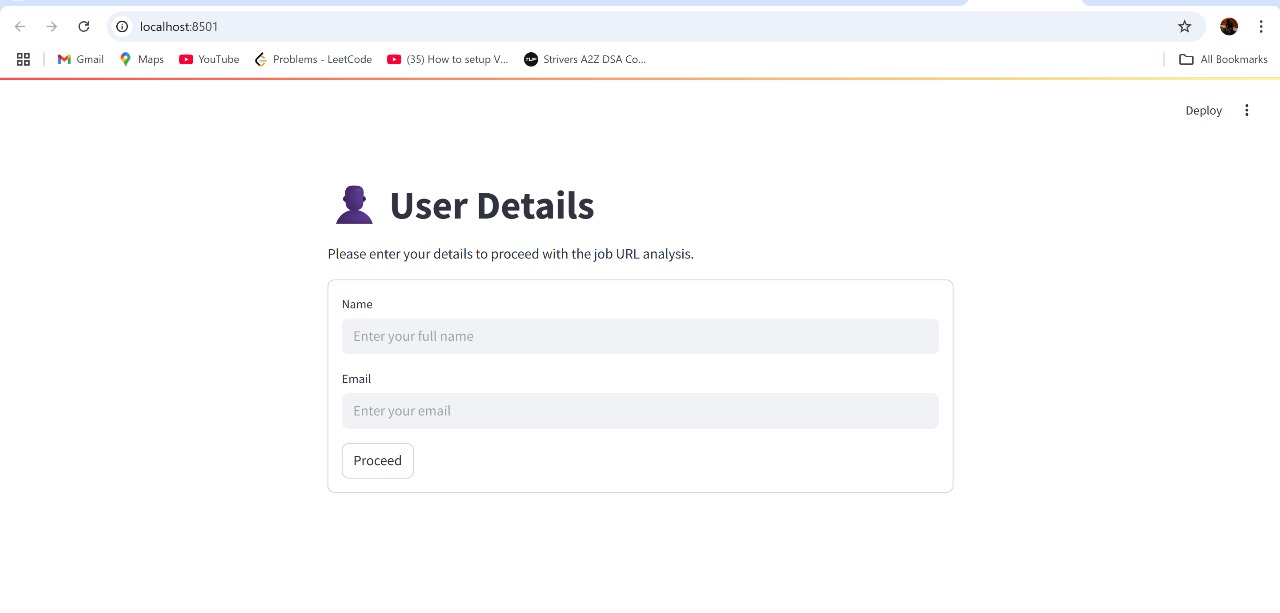 localhost:8501
Gmail Maps YouTube Problems - LeetCode (35) How to setup V... Strivers A2Z DSA Co... All Bookmarks
Deploy
User Details
Please enter your details to proceed with the job URL analysis.
Name
Enter your full name
Email
Enter your email
Proceed